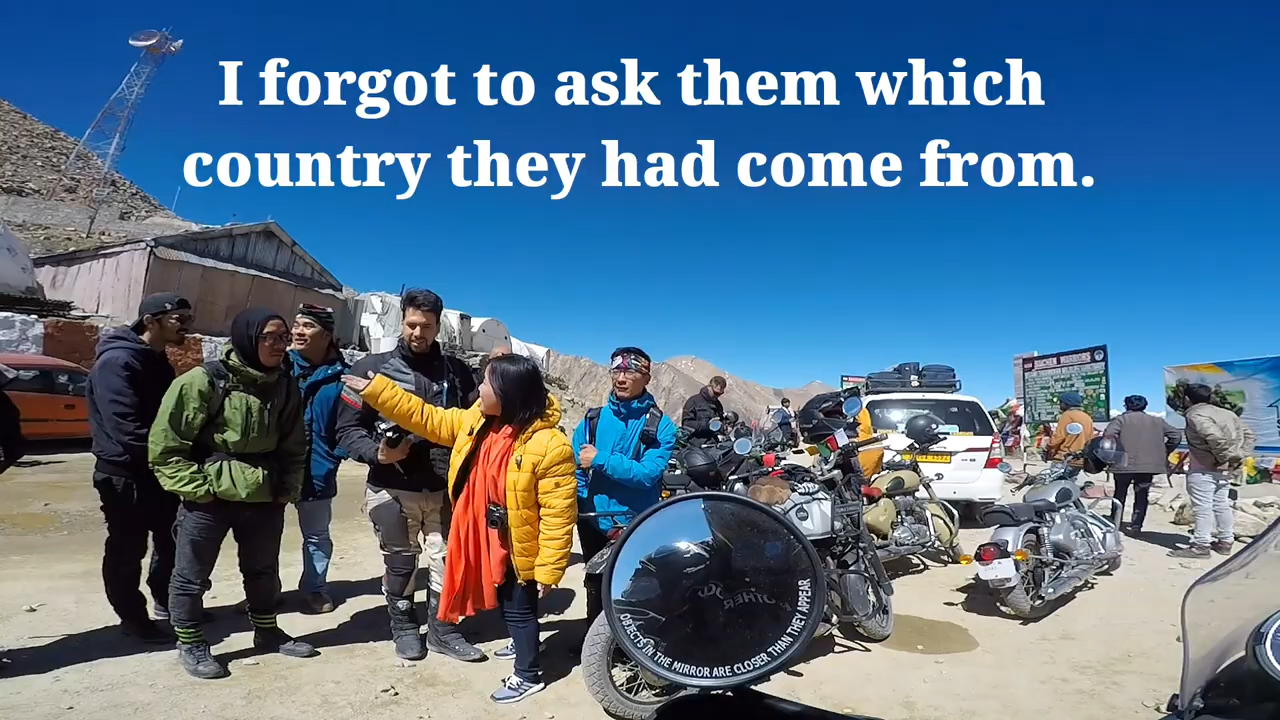 I forgot to ask them which
country they had come from.
OBJECTS IN THE MIRROR ARE CLOSER THAN THEY APPEAR